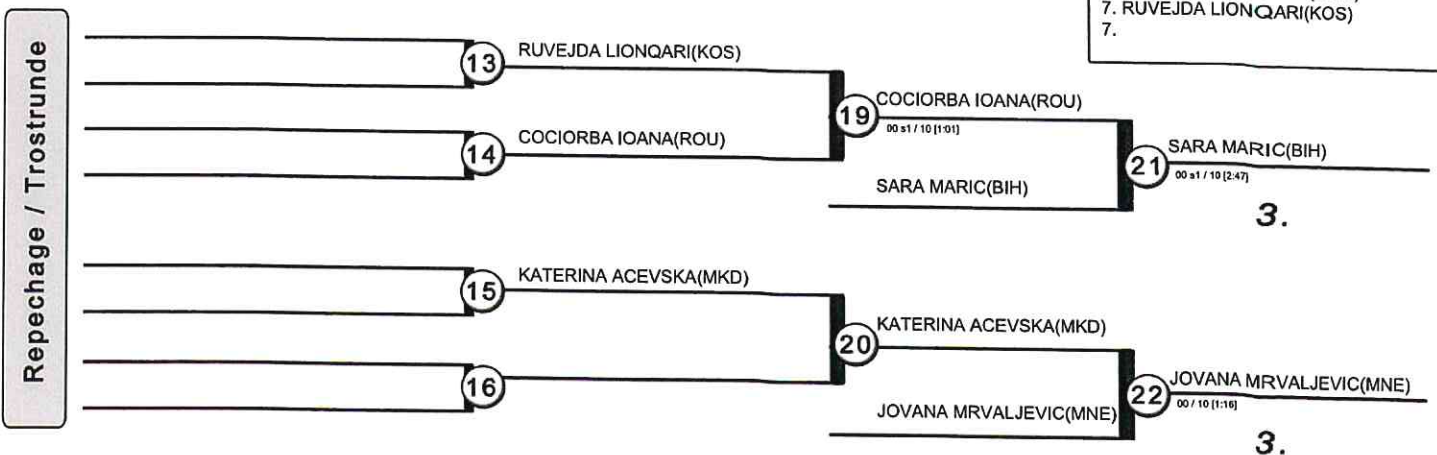 7. RUVEJDA LIONQARI(KOS)
7.
Repechage / Trostrunde
13
RUVEJDA LIONQARI(KOS)
14
COCIORBA IOANA(ROU)
19
COCIORBA IOANA(ROU)
00 s1 / 10 [1:01]
SARA MARIC(BIH)
21
SARA MARIC(BIH)
00 s1 / 10 [2:47]
3.
15
KATERINA ACEVSKA(MKD)
16
20
KATERINA ACEVSKA(MKD)
JOVANA MRVALJEVIC(MNE)
22
JOVANA MRVALJEVIC(MNE)
00 / 10 [1:16]
3.